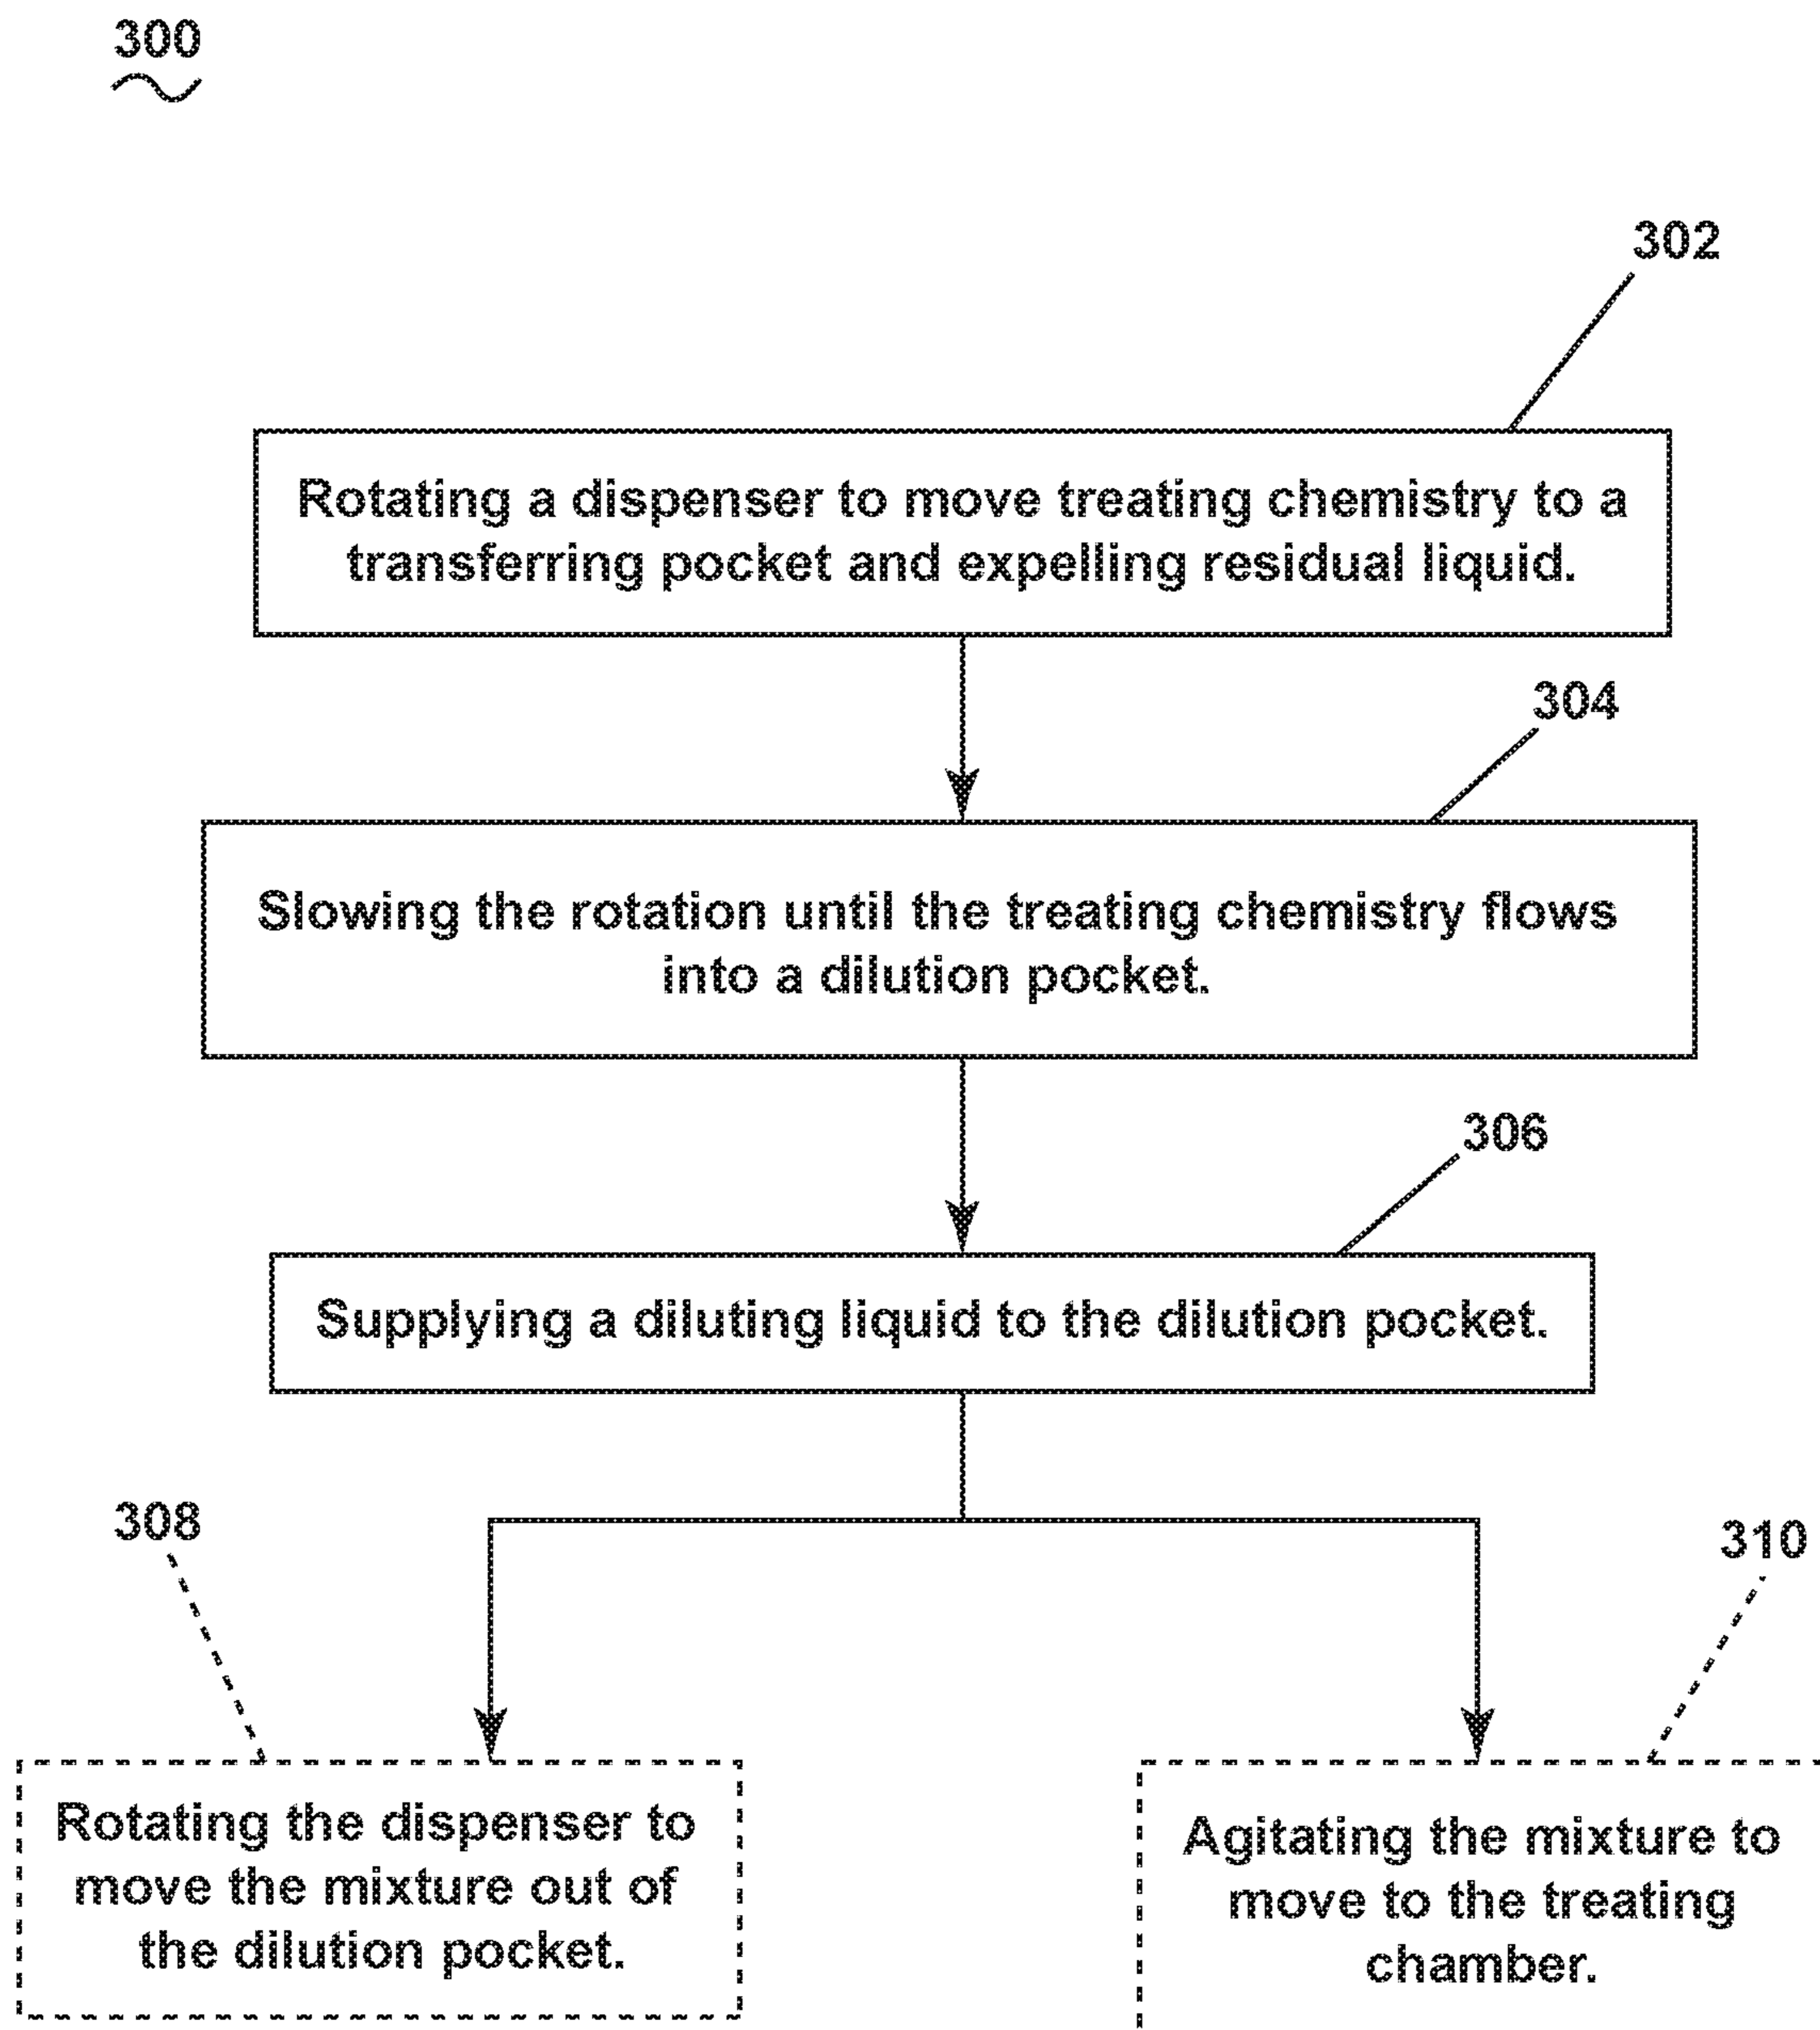 300
302
Rotating a dispenser to move treating chemistry to a
transferring pocket and expelling residual liquid.
304
Slowing the rotation until the treating chemistry flows
into a dilution pocket.
306
Supplying a diluting liquid to the dilution pocket.
308
310
Rotating the dispenser to
move the mixture out of
the dilution pocket.
Agitating the mixture to
move to the treating
chamber.